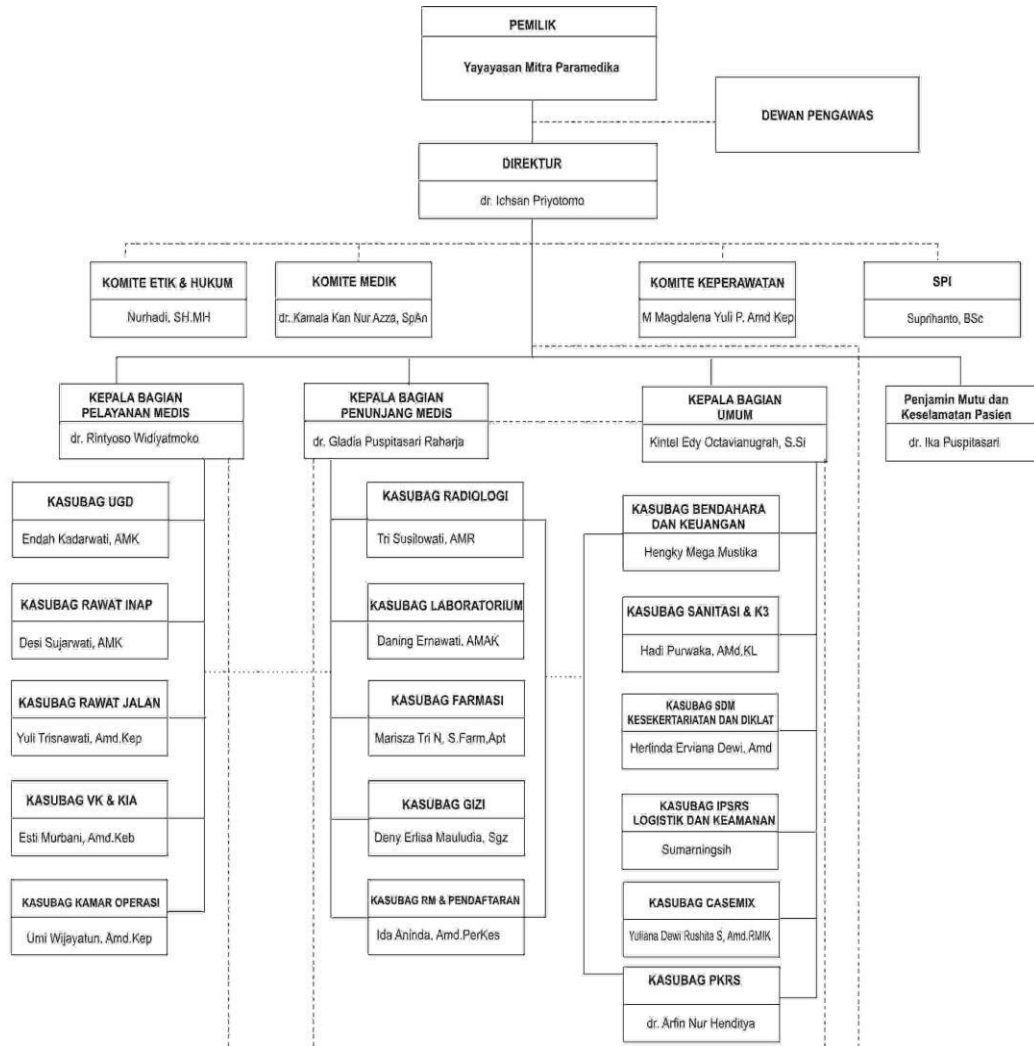 PEMILIK
Yayayasan Mitra Paramedika
DEWAN PENGAWAS
DIREKTUR
dr. Ichsan Priyotomo
KOMITE ETIK & HUKUM
Nurhadi, SH.MH
KOMITE MEDIK
dr. Kamala Kan Nur Azza, SpAn
KOMITE KEPERAWATAN
M Magdalena Yuli P. Amd Kep
SPI
Suprihanto, BSc
KEPALA BAGIAN
PELAYANAN MEDIS
dr. Rintyoso Widiyatmoko
KEPALA BAGIAN
PENUNJANG MEDIS
dr. Gladia Puspitasari Raharja
KEPALA BAGIAN
UMUM
Kintel Edy Octavianugrah, S.Si
Penjamin Mutu dan
Keselamatan Pasien
dr. Ika Puspitasari
KASUBAG UGD
Endah Kadarwati, AMK
KASUBAG RAWAT INAP
Desi Sujarwati, AMK
KASUBAG RAWAT JALAN
Yuli Trisnawati, Amd.Kep
KASUBAG VK & KIA
Esti Murbani, Amd.Keb
KASUBAG KAMAR OPERASI
Umi Wijayatun, Amd.Kep
KASUBAG RADIOLOGI
Tri Susilowati, AMR
KASUBAG LABORATORIUM
Daning Ernawati, AMAK
KASUBAG FARMASI
Marisza Tri N, S.Farm,Apt
KASUBAG GIZI
Deny Erlisa Mauludia, Sgz
KASUBAG RM & PENDAFTARAN
Ida Aninda, Amd.PerKes
KASUBAG BENDAHARA
DAN KEUANGAN
Hengky Mega Mustika
KASUBAG SANITASI & K3
Hadi Purwaka, AMd.KL
KASUBAG SDM
KESEKERTARIATAN DAN DIKLAT
Herlinda Erviana Dewi, Amd
KASUBAG IPSRS
LOGISTIK DAN KEAMANAN
Sumarningsih
KASUBAG CASEMIX
Yuliana Dewi Rushita S, Amd.RMIK
KASUBAG PKRS
dr. Arfin Nur Henditya